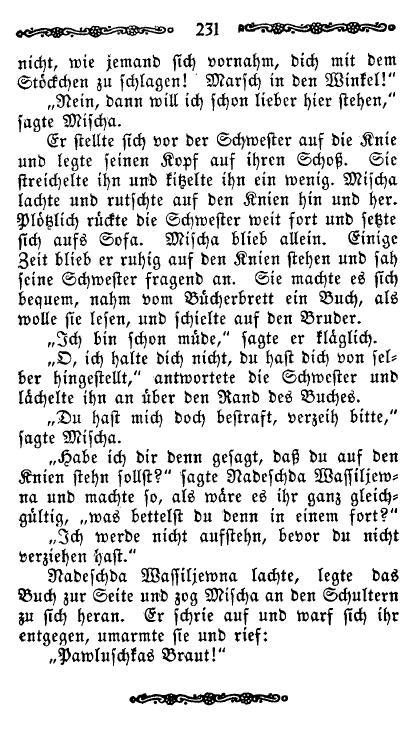 231
nicht, wie jemand sich vornahm, dich mit dem
Stöckchen zu schlagen! Marsch in den Winkel!“
„Nein, dann will ich schon lieber hier stehen,“
sagte Mischa.
Er stellte sich vor der Schwester auf die Knie
und legte seinen Kopf auf ihren Schoß. Sie
streichelte ihn und kitzelte ihn ein wenig. Mischa
lachte und rutschte auf den Knien hin und her.
Plötzlich rückte die Schwester weit fort und setzte
sich aufs Sofa. Mischa blieb allein. Einige
Zeit blieb er ruhig auf den Knien stehen und sah
seine Schwester fragend an. Sie machte es sich
bequem, nahm vom Bücherbrett ein Buch, als
wolle sie lesen, und schielte auf den Bruder.
„Ich bin schon müde,“ sagte er kläglich.
„O, ich halte dich nicht, du hast dich von sel-
ber hingestellt,“ antwortete die Schwester und
lächelte ihn an über den Rand des Buches.
„Du hast mich doch bestraft, verzeih bitte,“
sagte Mischa.
„Habe ich dir denn gesagt, daß du auf den
Knien stehn sollst?“ sagte Nadeschda Wassiljew-
na und machte so, als wäre es ihr ganz gleich-
gültig, „was bettelst du denn in einem fort?“
„Ich werde nicht aufstehn, bevor du nicht
verziehen hast.“
Nadeschda Wassiljewna lachte, legte das
Buch zur Seite und zog Mischa an den Schultern
zu sich heran. Er schrie auf und warf sich ihr
entgegen, umarmte sie und rief:
„Pawluschkas Braut!“